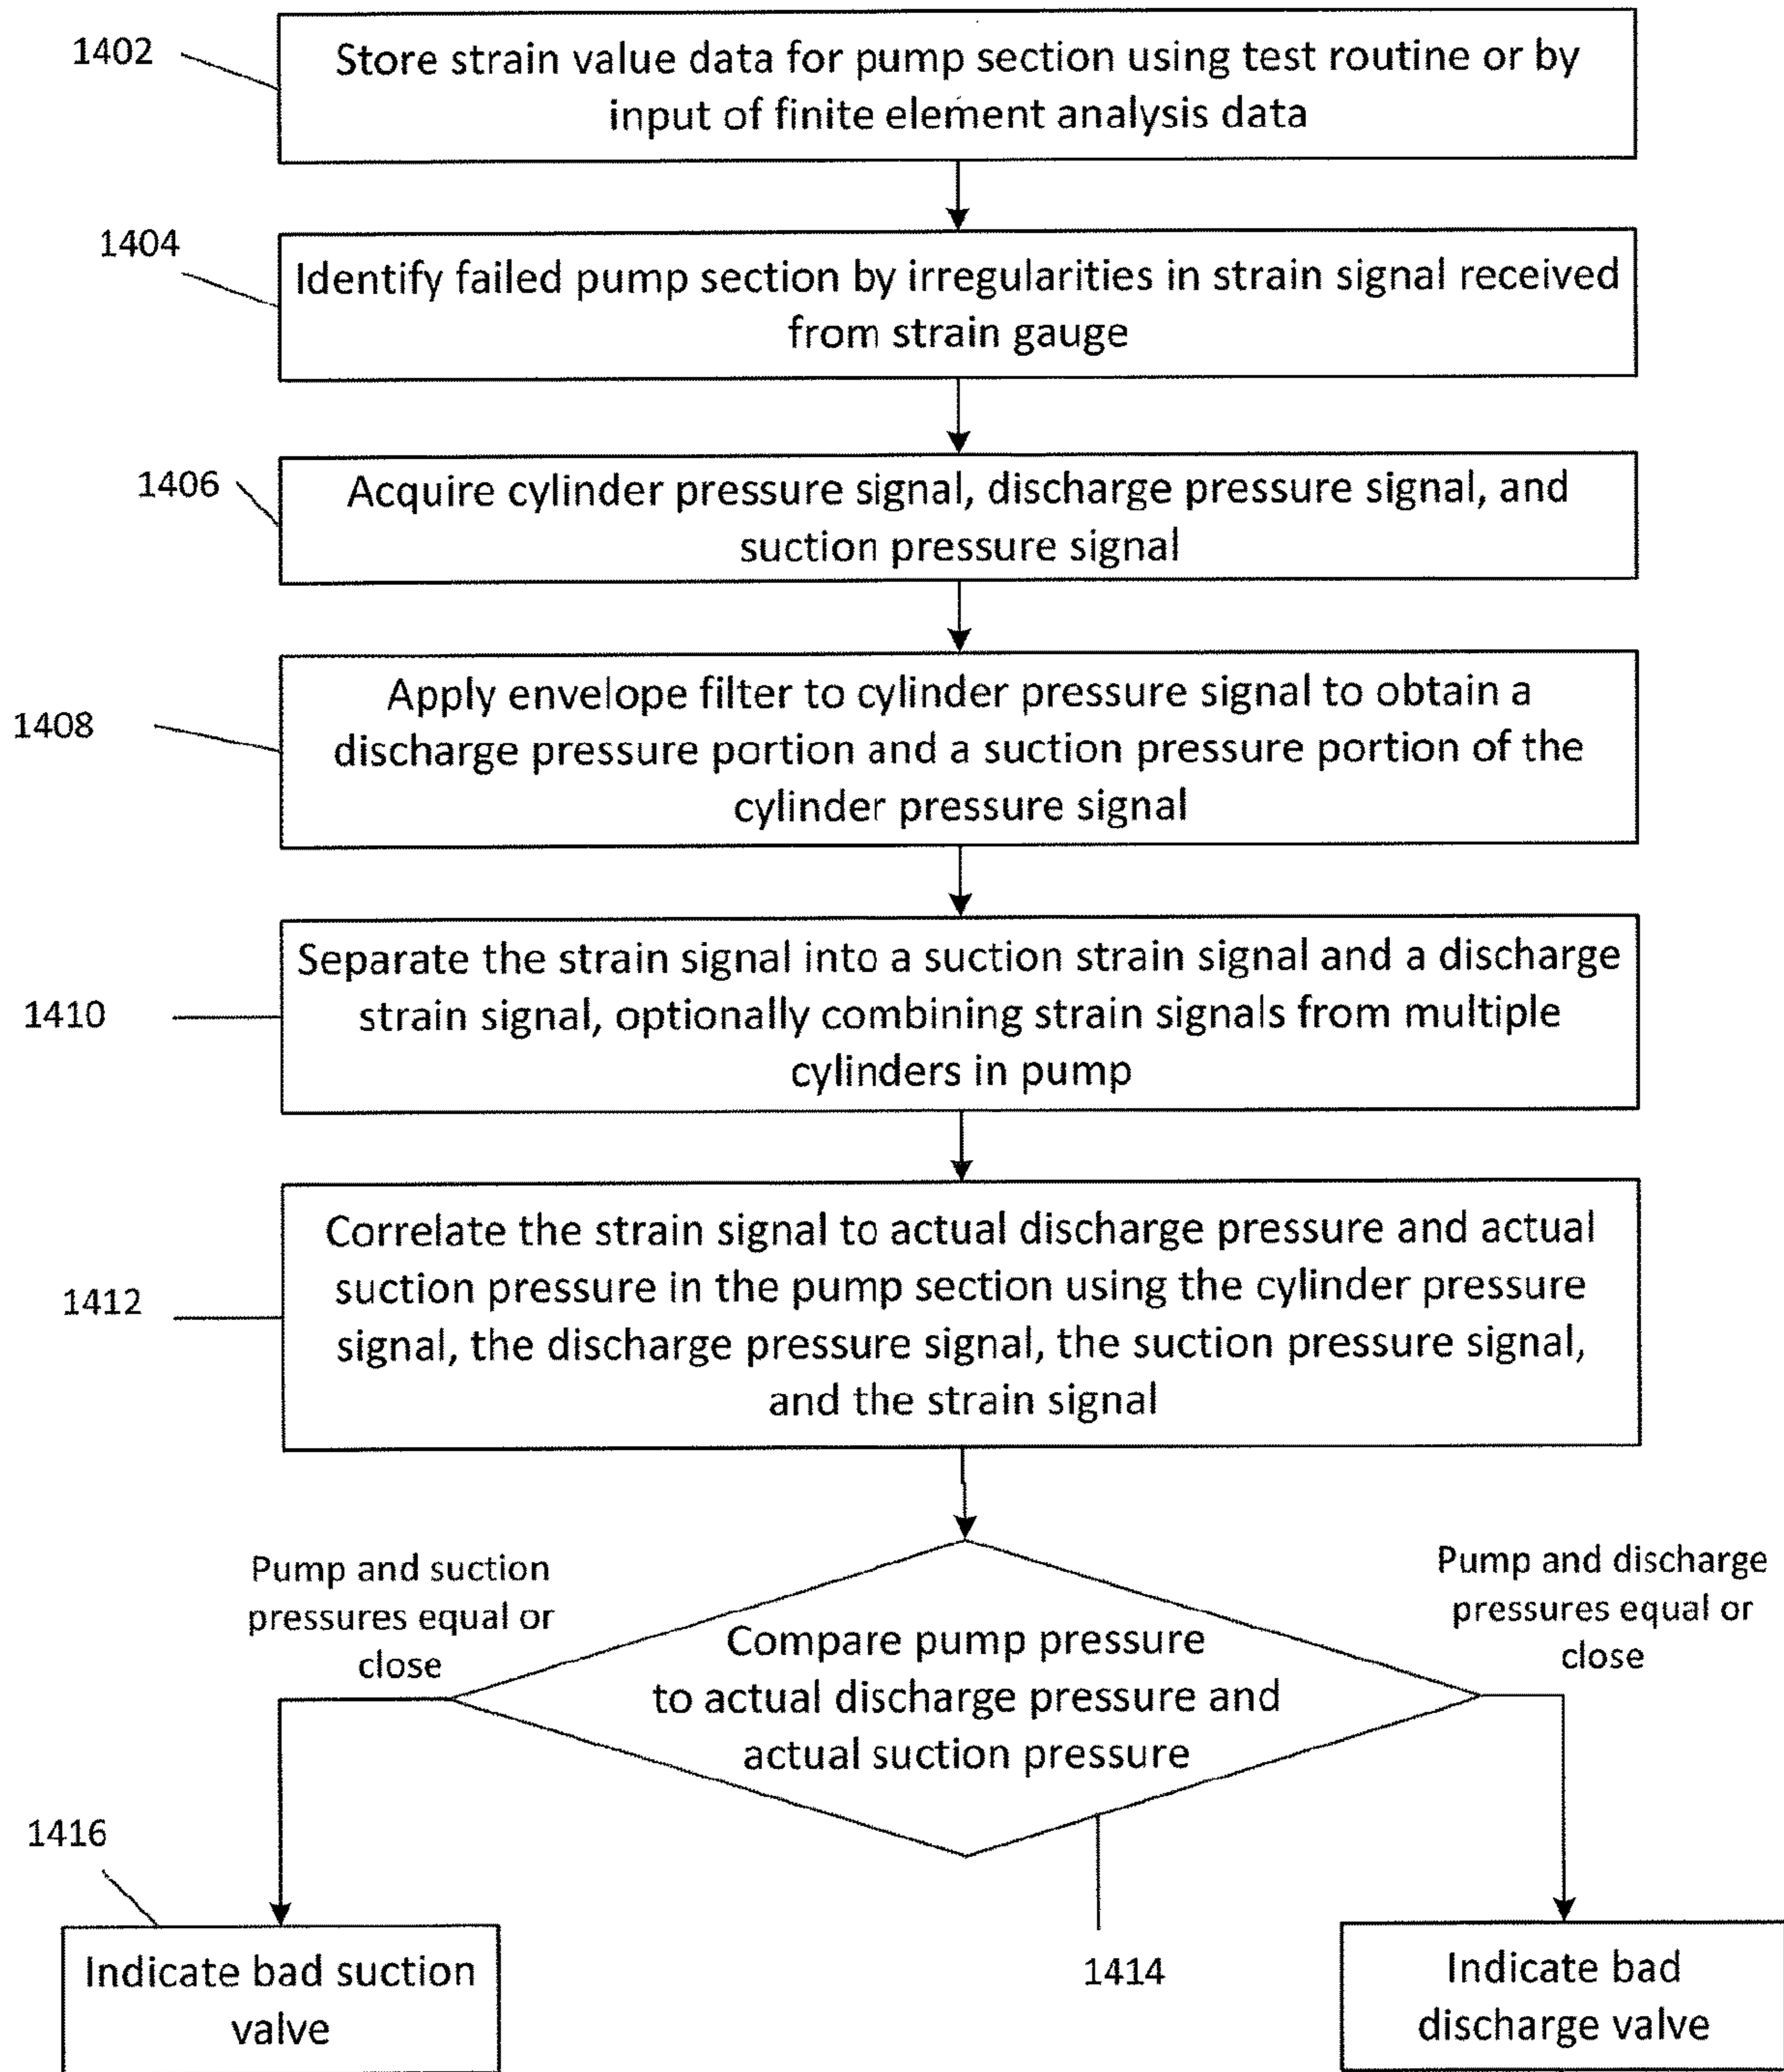 1402
Store strain value data for pump section using test routine or by
input of finite element analysis data
1404
Identify failed pump section by irregularities in strain signal received
from strain gauge
1406
Acquire cylinder pressure signal, discharge pressure signal, and
suction pressure signal
1408
Apply envelope filter to cylinder pressure signal to obtain a
discharge pressure portion and a suction pressure portion of the
cylinder pressure signal
1410
Separate the strain signal into a suction strain signal and a discharge
strain signal, optionally combining strain signals from multiple
cylinders in pump
1412
Correlate the strain signal to actual discharge pressure and actual
suction pressure in the pump section using the cylinder pressure
signal, the discharge pressure signal, the suction pressure signal,
and the strain signal
Pump and suction
pressures equal or
close
Compare pump pressure
to actual discharge pressure and
actual suction pressure
Pump and discharge
pressures equal or
close
1416
Indicate bad suction
valve
1414
Indicate bad
discharge valve